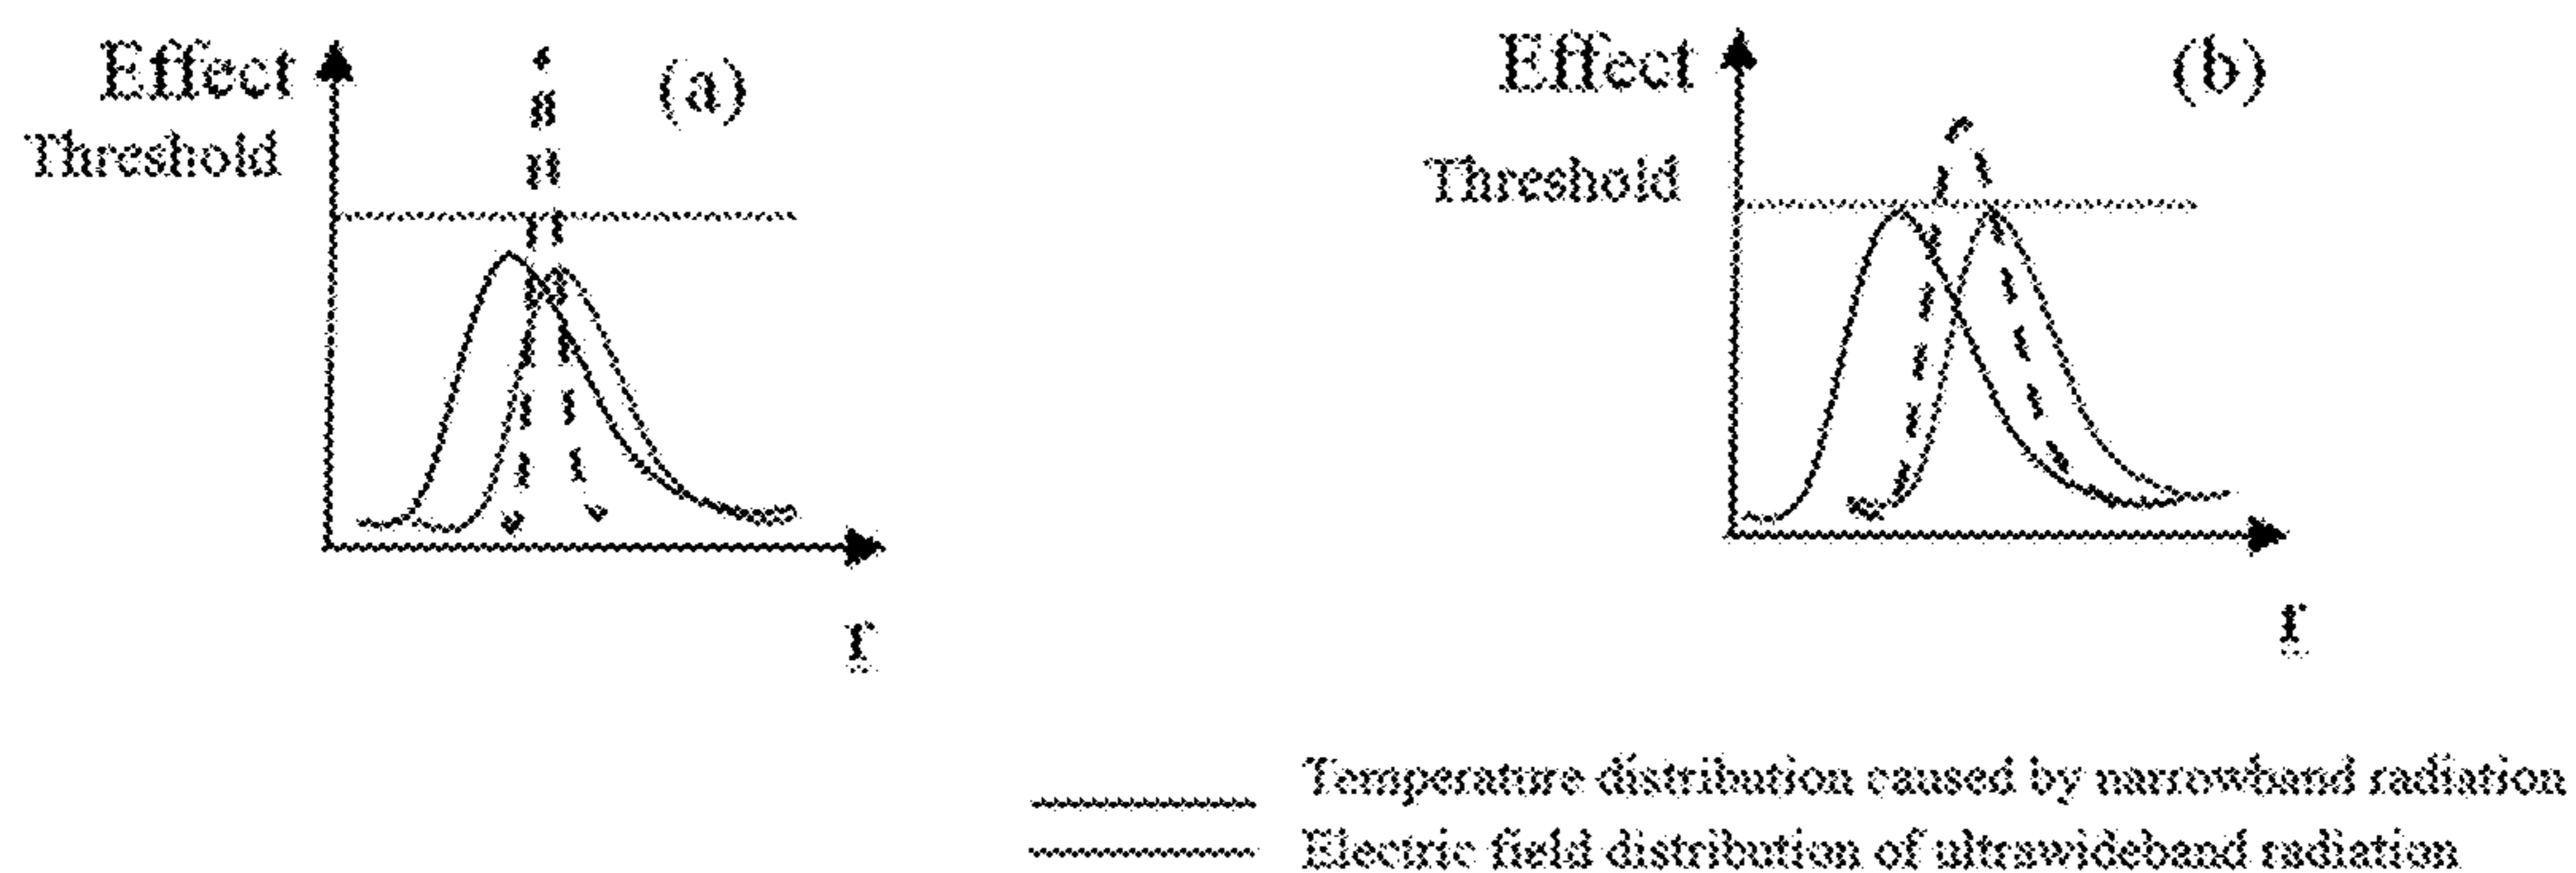 Effect
Threshold
(a)
r
Effect
Threshold
(b)
r
Temperature distribution caused by narrowband radiation
Electric field distribution of ultrawideband radiation